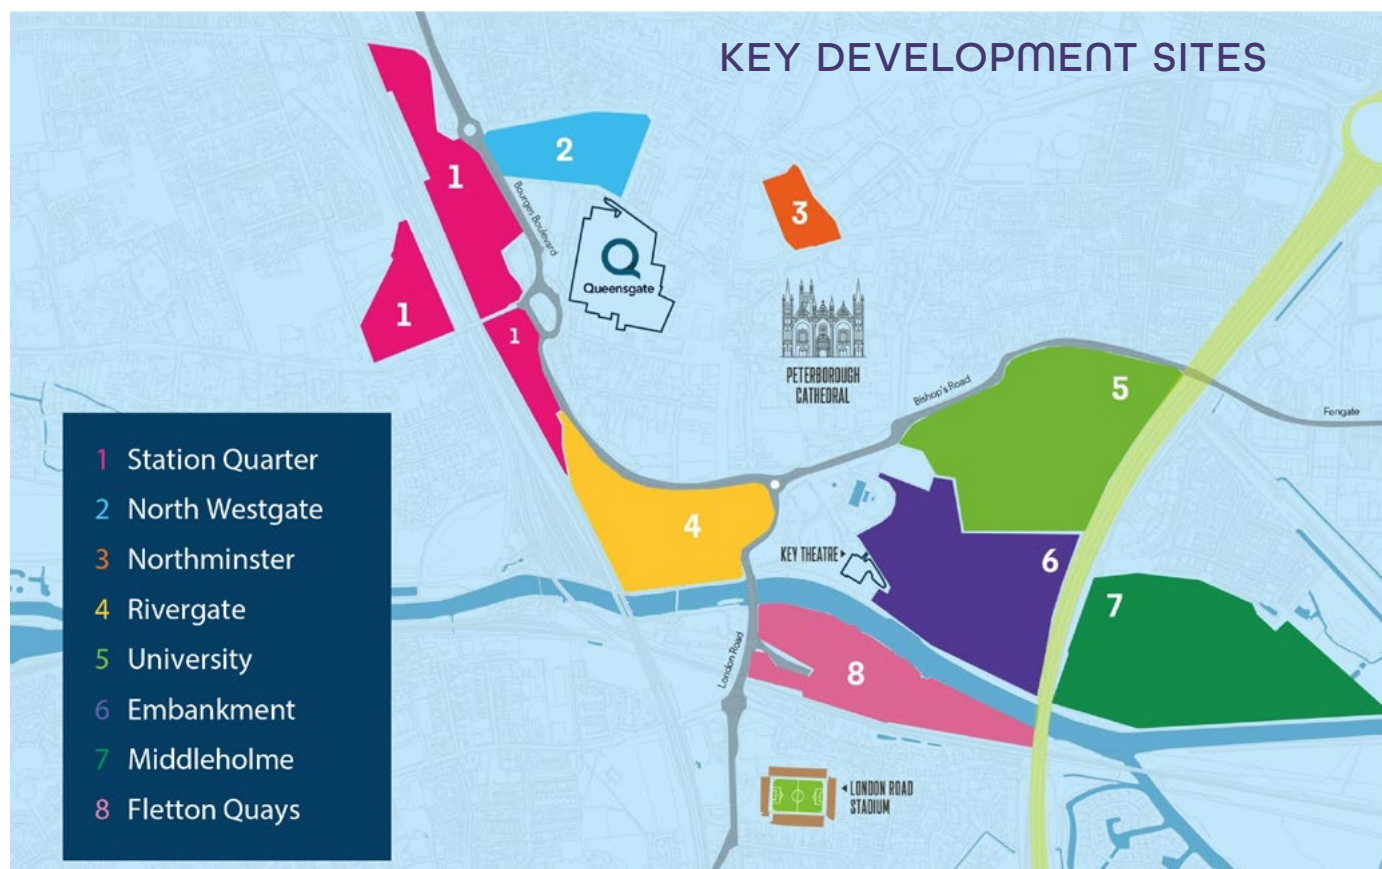 KEY DEVELOPMENT SITES
2
1
Bourges Boulevard
3
Q
Queensgate
1
1
PETERBOROUGH
CATHEDRAL
5
Bishop's Road
Fengate
4
KEY THEATRE
6
7
8
London Road
LONDON ROAD
STADIUM
1 Station Quarter
2 North Westgate
3 Northminster
4 Rivergate
5 University
6 Embankment
7 Middleholme
8 Fletton Quays